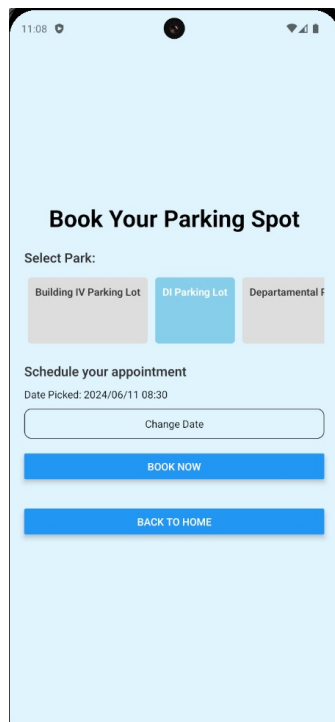 11:08
Book Your Parking Spot
Select Park:
Building IV Parking Lot DI Parking Lot Departamental
Schedule your appointment
Date Picked: 2024/06/11 08:30
Change Date
BOOK NOW
BACK TO HOME